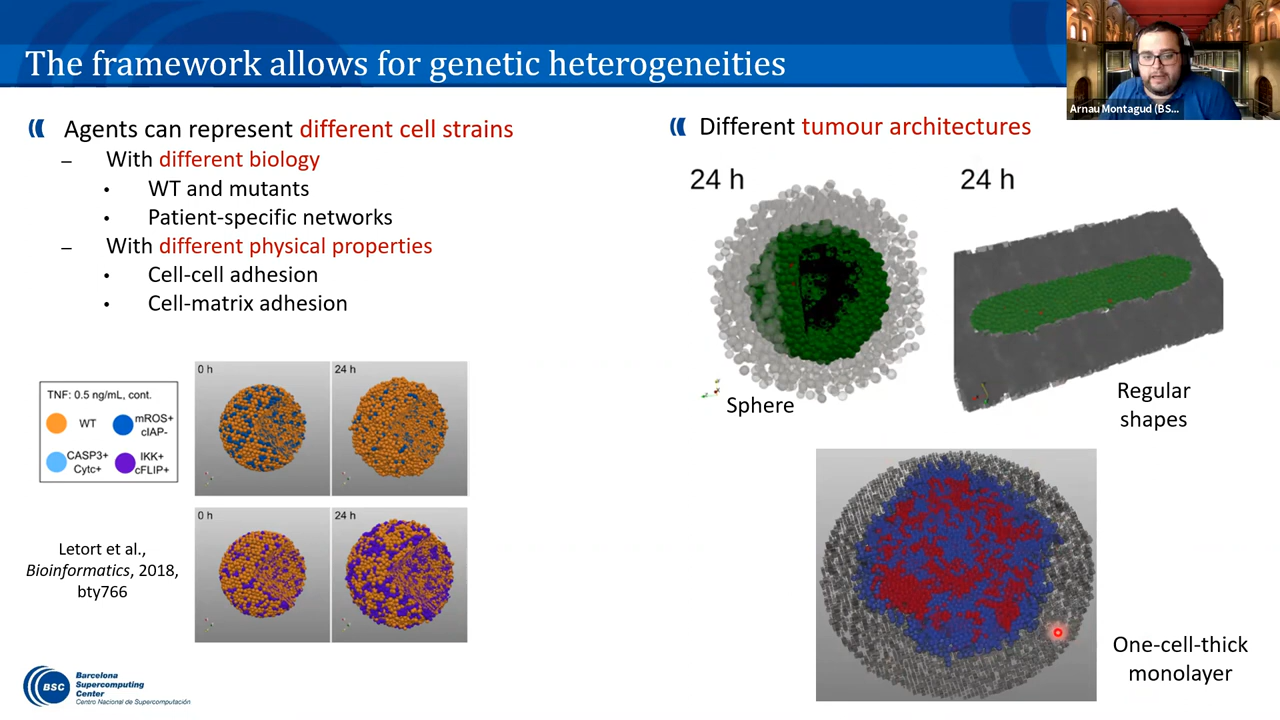 The framework allows for genetic heterogeneities
Arnau Montagud (BS...
Agents can represent different cell strains
– With different biology
• WT and mutants
• Patient-specific networks
– With different physical properties
• Cell-cell adhesion
• Cell-matrix adhesion
TNF: 0.5 ng/mL, cont.
WT
mROS+
cIAP-
CASP3+
Cytc+
IKK+
cFLIP+
0 h
24 h
0 h
24 h
Letort et al.,
Bioinformatics, 2018,
bty766
Different tumour architectures
24 h
24 h
Sphere
Regular
shapes
One-cell-thick
monolayer
BSC
Barcelona
Supercomputing
Center
Centro Nacional de Supercomputación